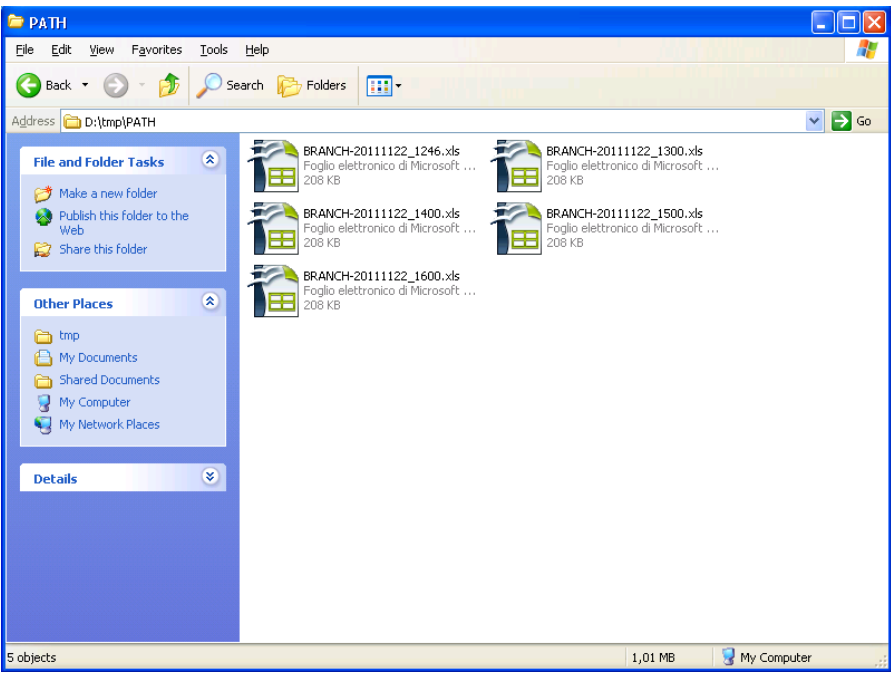 PATH
File Edit View Favorites Tools Help
Back Search Folders
Address D:\tmp\PATH Go
File and Folder Tasks
Make a new folder
Publish this folder to the
Web
Share this folder
Other Places
tmp
My Documents
Shared Documents
My Computer
My Network Places
Details
BRANCH-20111122_1246.xls
Foglio elettronico di Microsoft ...
208 KB
BRANCH-20111122_1300.xls
Foglio elettronico di Microsoft ...
208 KB
BRANCH-20111122_1400.xls
Foglio elettronico di Microsoft ...
208 KB
BRANCH-20111122_1500.xls
Foglio elettronico di Microsoft ...
208 KB
BRANCH-20111122_1600.xls
Foglio elettronico di Microsoft ...
208 KB
5 objects 1,01 MB My Computer